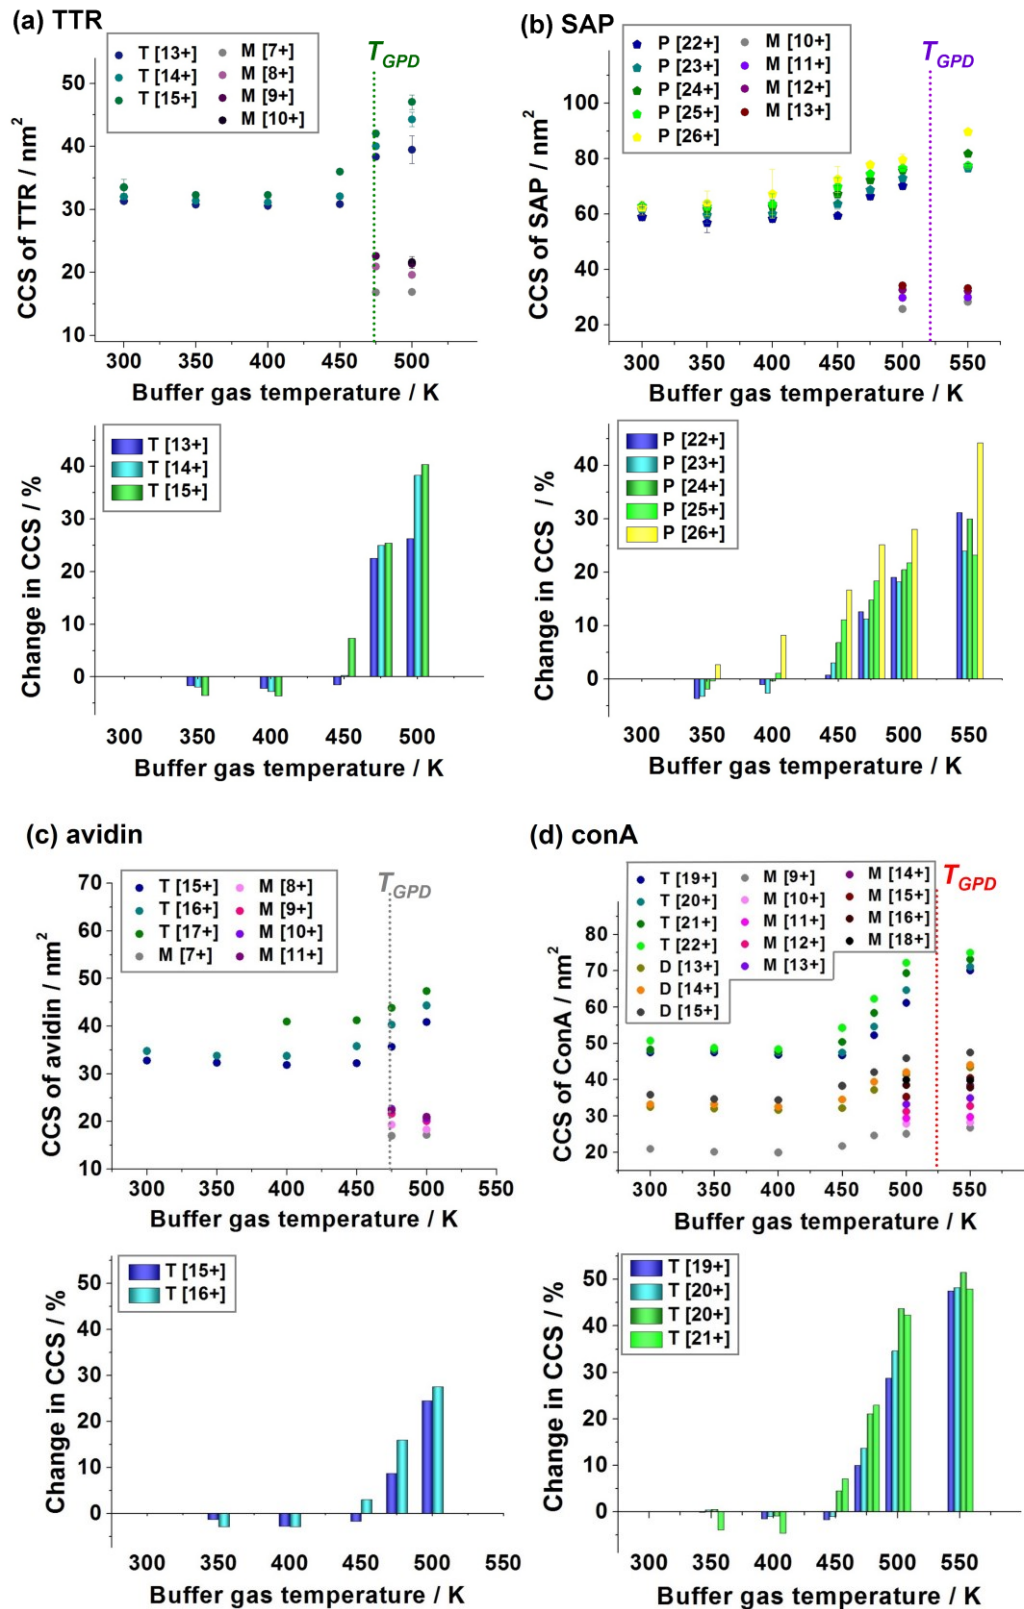 (a) TTR
T [13+]
T [14+]
T [15+]
M [7+]
M [8+]
M [9+]
M [10+]
T_GPD
CCS of TTR / nm²
50
40
30
20
10
300 350 400 450 500
Buffer gas temperature / K
T [13+]
T [14+]
T [15+]
Change in CCS / %
40
30
20
10
0
300 350 400 450 500
Buffer gas temperature / K
(b) SAP
P [22+]
P [23+]
P [24+]
P [25+]
P [26+]
M [10+]
M [11+]
M [12+]
M [13+]
T_GPD
CCS of SAP / nm²
100
80
60
40
20
300 350 400 450 500 550
Buffer gas temperature / K
P [22+]
P [23+]
P [24+]
P [25+]
P [26+]
Change in CCS / %
40
30
20
10
0
300 350 400 450 500 550
Buffer gas temperature / K
(c) avidin
T [15+]
T [16+]
T [17+]
M [7+]
M [8+]
M [9+]
M [10+]
M [11+]
T_GPD
CCS of avidin / nm²
70
60
50
40
30
20
10
300 350 400 450 500 550
Buffer gas temperature / K
T [15+]
T [16+]
Change in CCS / %
50
40
30
20
10
0
300 350 400 450 500 550
Buffer gas temperature / K
(d) conA
T [19+]
T [20+]
T [21+]
T [22+]
D [13+]
D [14+]
D [15+]
M [9+]
M [10+]
M [11+]
M [12+]
M [13+]
M [14+]
M [15+]
M [16+]
M [18+]
T_GPD
CCS of ConA / nm²
80
70
60
50
40
30
20
300 350 400 450 500 550
Buffer gas temperature / K
T [19+]
T [20+]
T [20+]
T [21+]
Change in CCS / %
50
40
30
20
10
0
300 350 400 450 500 550
Buffer gas temperature / K